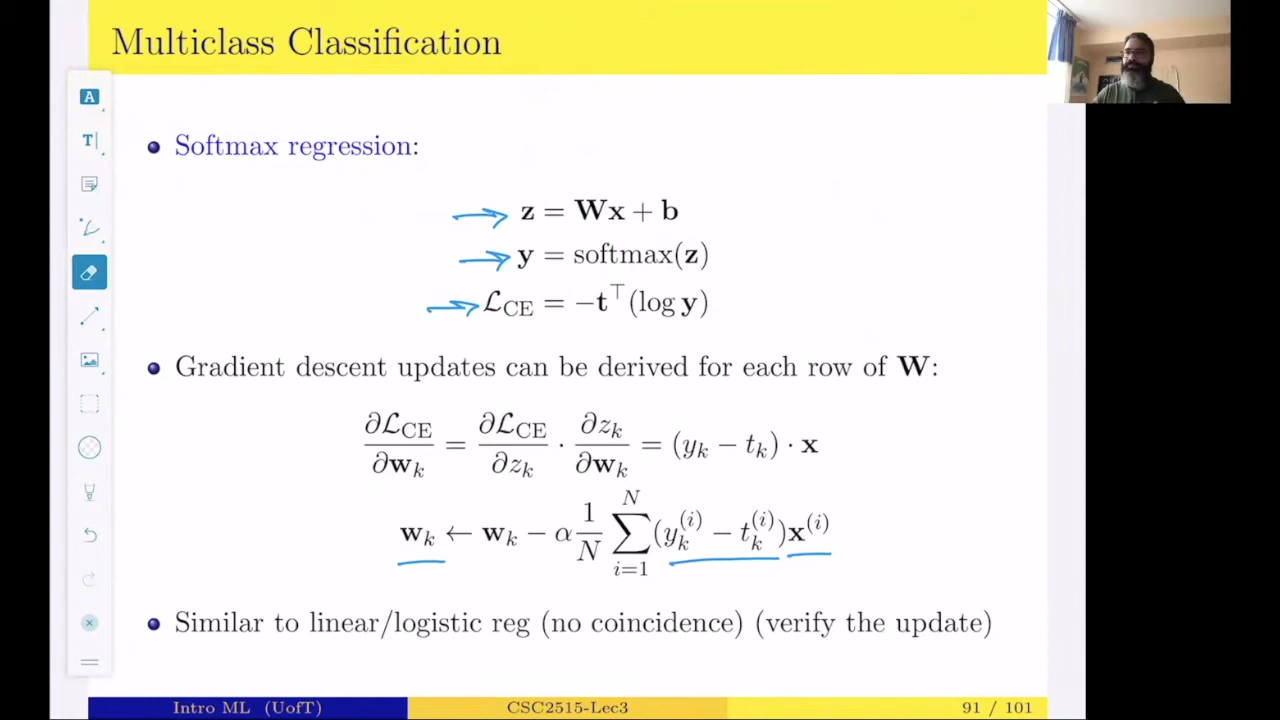 Multiclass Classification
A
T|
Softmax regression:
z = Wx + b
y = softmax(z)
ℒ_CE = −t^⊤(log y)
Gradient descent updates can be derived for each row of W:
∂ℒ_CE/∂w_k = ∂ℒ_CE/∂z_k · ∂z_k/∂w_k = (y_k − t_k) · x
w_k ← w_k − α 1/N ∑_{i=1}^{N} (y_k^{(i)} − t_k^{(i)})x^{(i)}
Similar to linear/logistic reg (no coincidence) (verify the update)
Intro ML (UofT) CSC2515-Lec3 91 / 101